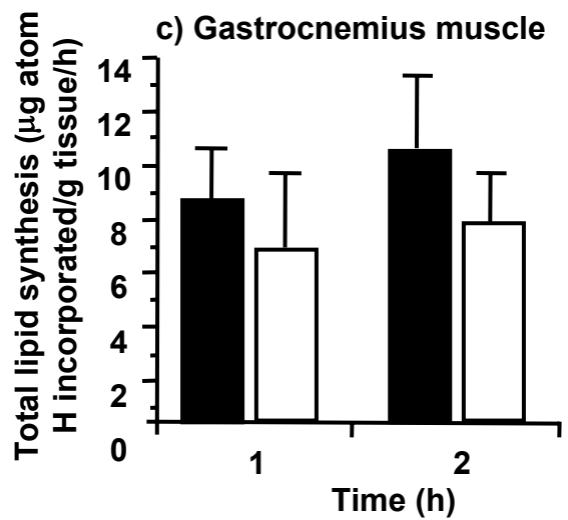 c) Gastrocnemius muscle
Total lipid synthesis (µg atom
H incorporated/g tissue/h)
14
12
10
8
6
4
2
0
1 2
Time (h)